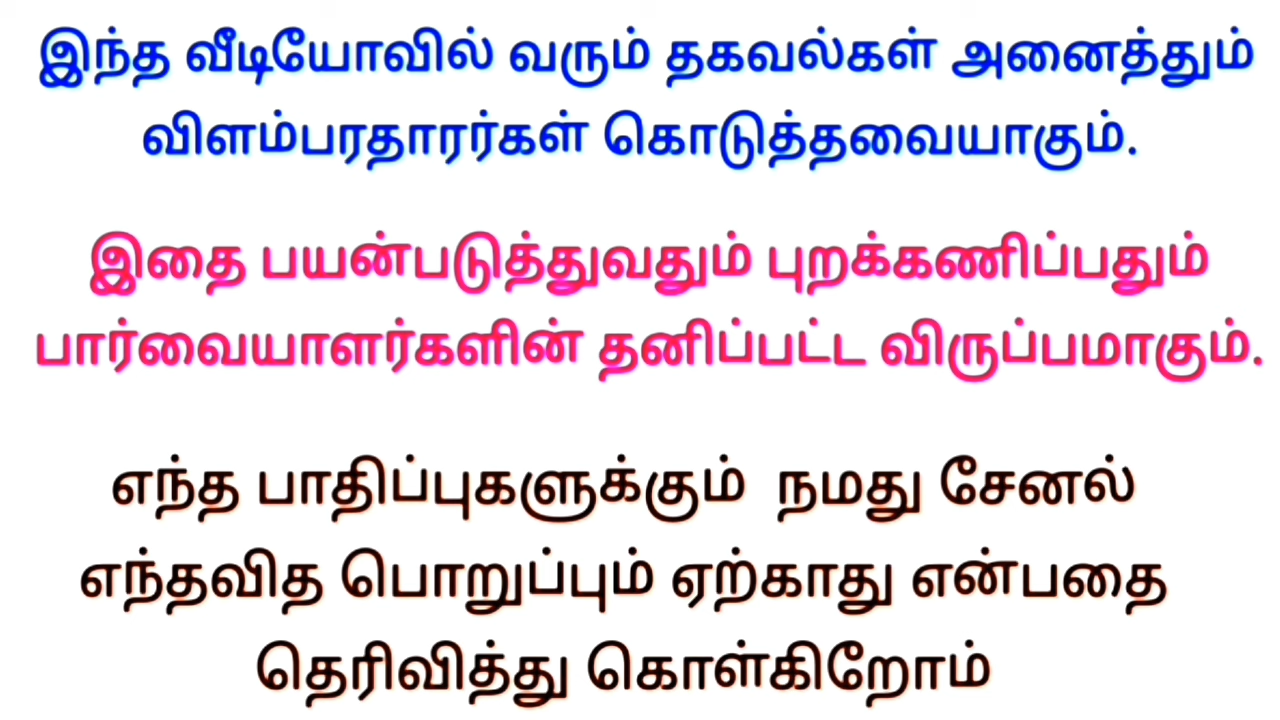 இந்த வீடியோவில் வரும் தகவல்கள் அனைத்தும்
விளம்பரதாரர்கள் கொடுத்தவையாகும்.
இதை பயன்படுத்துவதும் புறக்கணிப்பதும்
பார்வையாளர்களின் தனிப்பட்ட விருப்பமாகும்.
எந்த பாதிப்புகளுக்கும் நமது சேனல்
எந்தவித பொறுப்பும் ஏற்காது என்பதை
தெரிவித்து கொள்கிறோம்